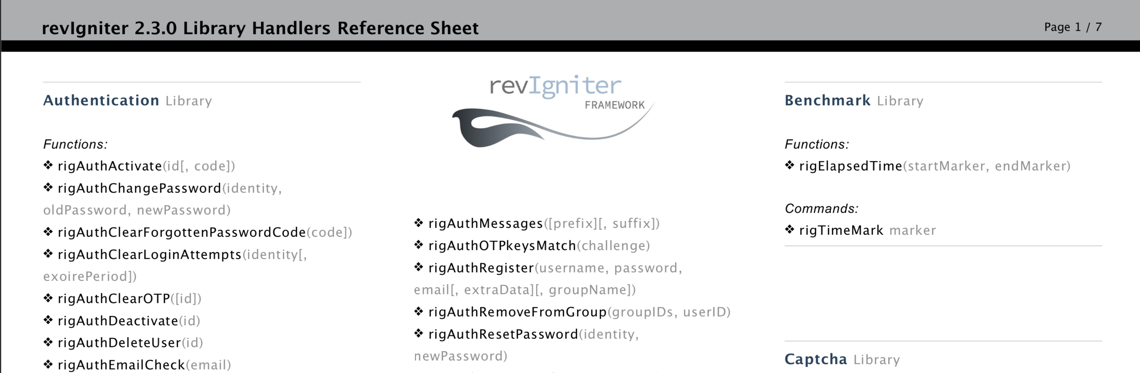 revIgniter 2.3.0 Library Handlers Reference Sheet
Page 1 / 7
Authentication Library
Functions:
❖ rigAuthActivate(id[, code])
❖ rigAuthChangePassword(identity,
oldPassword, newPassword)
❖ rigAuthClearForgottenPasswordCode(code])
❖ rigAuthClearLoginAttempts(identity[,
exoirePeriod])
❖ rigAuthClearOTP([id])
❖ rigAuthDeactivate(id)
❖ rigAuthDeleteUser(id)
❖ rigAuthEmailCheck(email)
revIgniter
FRAMEWORK
❖ rigAuthMessages([prefix][, suffix])
❖ rigAuthOTPkeysMatch(challenge)
❖ rigAuthRegister(username, password,
email[, extraData][, groupName])
❖ rigAuthRemoveFromGroup(groupIDs, userID)
❖ rigAuthResetPassword(identity,
newPassword)
Benchmark Library
Functions:
❖ rigElapsedTime(startMarker, endMarker)
Commands:
❖ rigTimeMark marker
Captcha Library